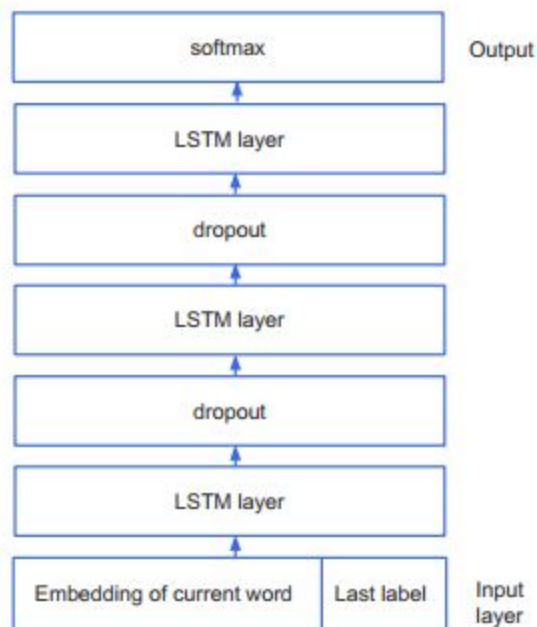 softmax
Output
LSTM layer
dropout
LSTM layer
dropout
LSTM layer
Embedding of current word
Last label
Input
layer